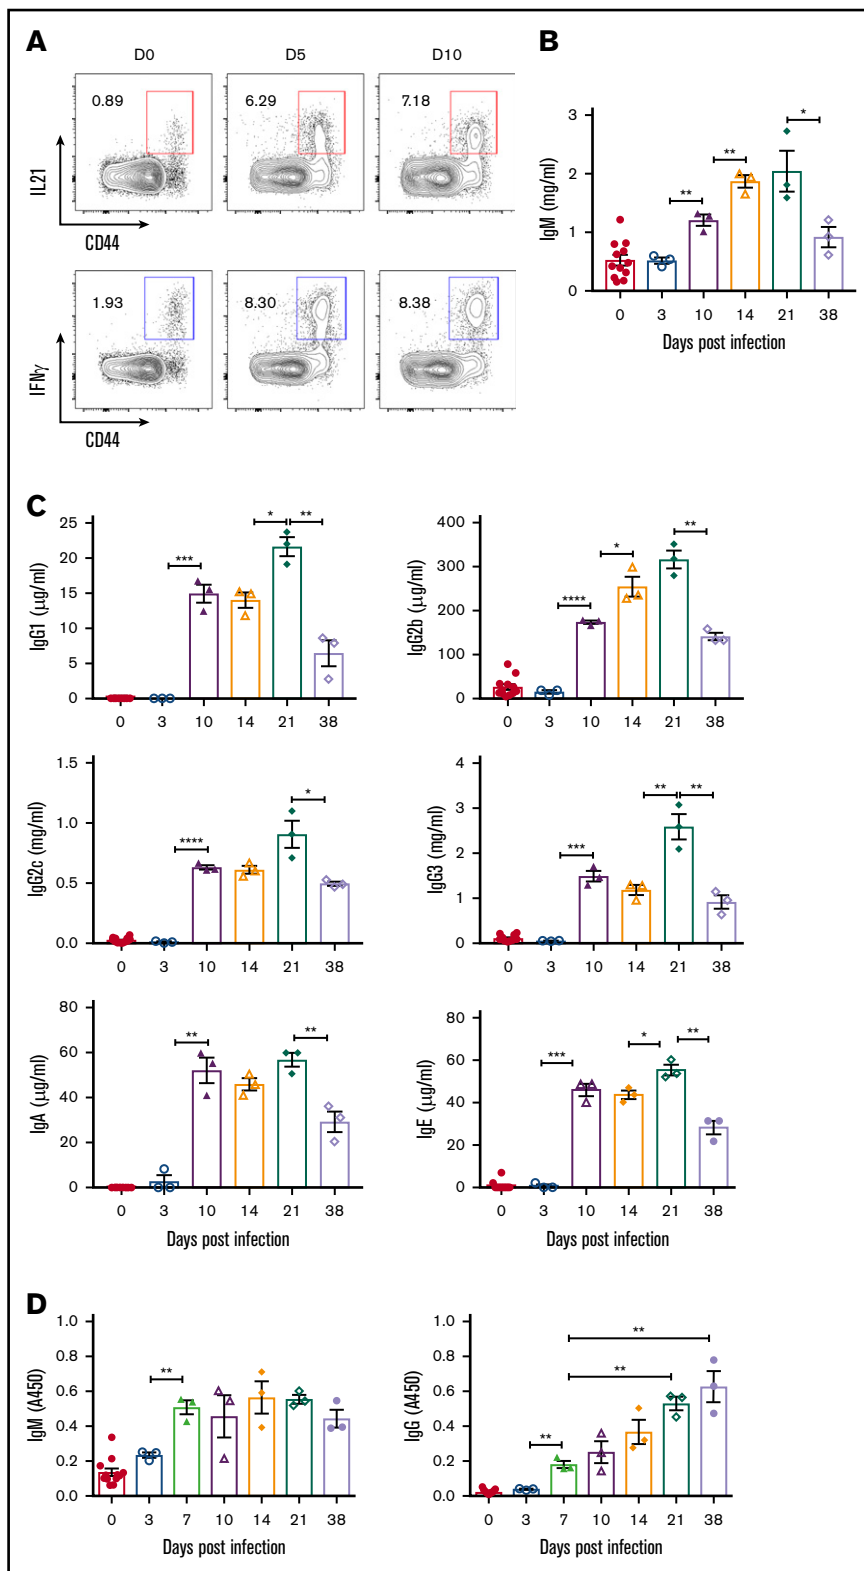 A
D0 D5 D10
0.89 6.29 7.18
IL21
CD44
1.93 8.30 8.38
IFNγ
CD44
B
3
2
1
0
IgM (mg/ml)
** ** *
0 3 10 14 21 38
Days post infection
C
25
20
15
10
5
0
IgG1 (μg/ml)
*** * **
0 3 10 14 21 38
400
300
200
100
0
IgG2b (μg/ml)
**** * **
0 3 10 14 21 38
1.5
1.0
0.5
0.0
IgG2c (mg/ml)
**** *
0 3 10 14 21 38
4
3
2
1
0
IgG3 (mg/ml)
*** ** **
0 3 10 14 21 38
80
60
40
20
0
IgA (μg/ml)
** **
0 3 10 14 21 38
Days post infection
80
60
40
20
0
IgE (μg/ml)
*** * **
0 3 10 14 21 38
Days post infection
D
1.0
0.8
0.6
0.4
0.2
0.0
IgM (A450)
**
0 3 7 10 14 21 38
Days post infection
1.0
0.8
0.6
0.4
0.2
0.0
IgG (A450)
**
**
**
0 3 7 10 14 21 38
Days post infection